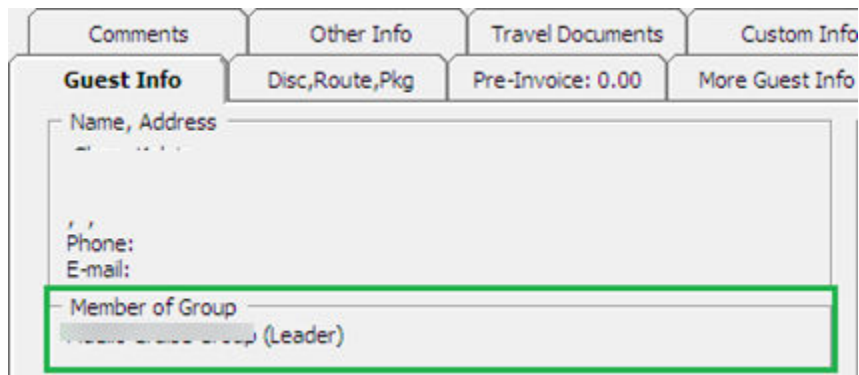 Comments Other Info Travel Documents Custom Info
Guest Info Disc,Route,Pkg Pre-Invoice: 0.00 More Guest Info
Name, Address
, ,
Phone:
E-mail:
Member of Group
(Leader)